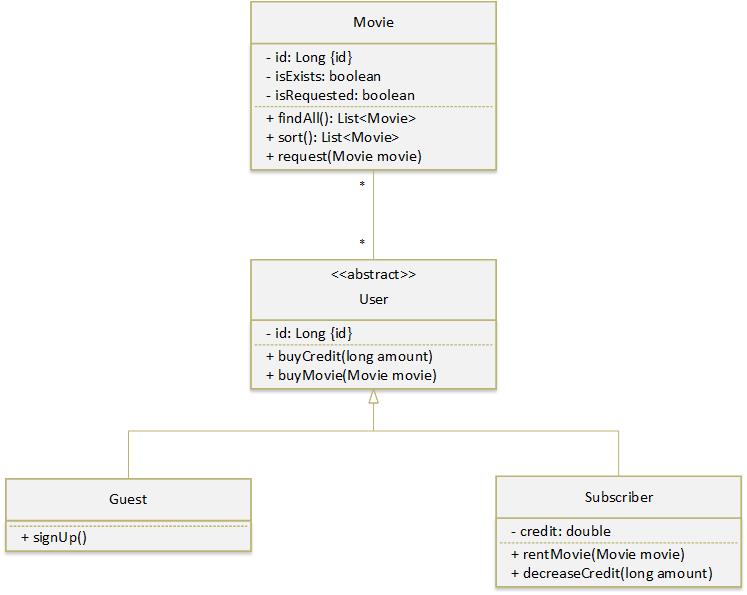 Movie
- id: Long {id}
- isExists: boolean
- isRequested: boolean
+ findAll(): List<Movie>
+ sort(): List<Movie>
+ request(Movie movie)
*
*
<<abstract>>
User
- id: Long {id}
+ buyCredit(long amount)
+ buyMovie(Movie movie)
Guest
+ signUp()
Subscriber
- credit: double
+ rentMovie(Movie movie)
+ decreaseCredit(long amount)